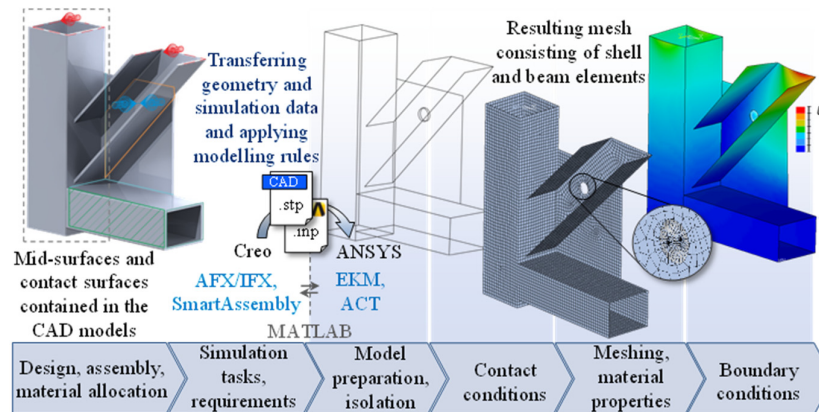 Transferring
geometry and
simulation data
and applying
modelling rules
Resulting mesh
consisting of shell
and beam elements
CAD
.stp
.inp
Creo
ANSYS
AFX/IFX,
SmartAssembly
EKM,
ACT
MATLAB
Mid-surfaces and
contact surfaces
contained in the
CAD models
Design, assembly,
material allocation
Simulation
tasks,
requirements
Model
preparation,
isolation
Contact
conditions
Meshing,
material
properties
Boundary
conditions